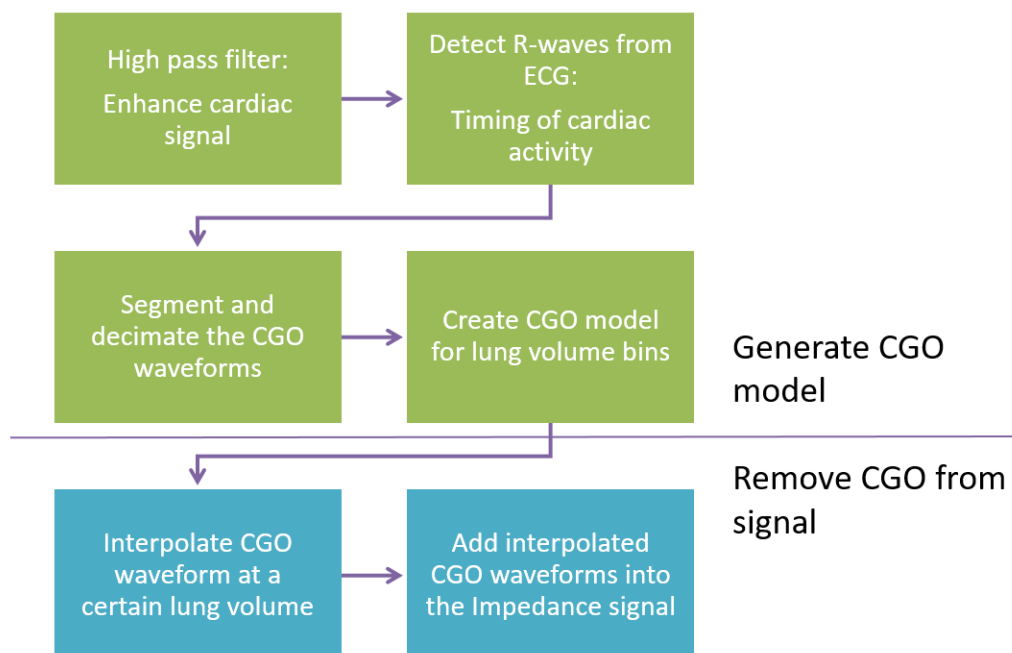 High pass filter:
Enhance cardiac
signal
Detect R-waves from
ECG:
Timing of cardiac
activity
Segment and
decimate the CGO
waveforms
Create CGO model
for lung volume bins
Generate CGO
model
Remove CGO from
signal
Interpolate CGO
waveform at a
certain lung volume
Add interpolated
CGO waveforms into
the Impedance signal